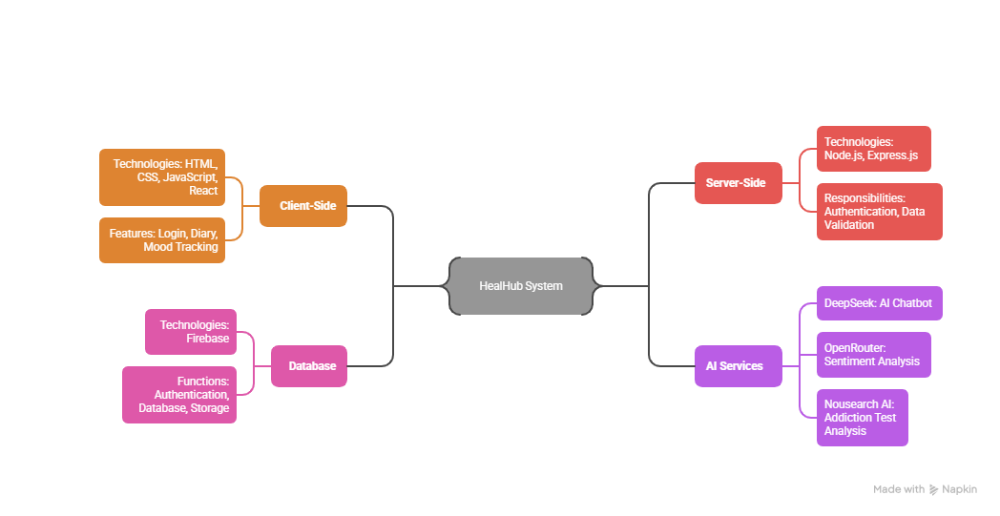 Technologies: HTML,
CSS, JavaScript,
React
Client-Side
Features: Login, Diary,
Mood Tracking
Technologies:
Firebase
Database
Functions:
Authentication,
Database, Storage
HealHub System
Technologies:
Node.js, Express.js
Server-Side
Responsibilities:
Authentication, Data
Validation
DeepSeek: AI Chatbot
AI Services
OpenRouter:
Sentiment Analysis
Nousearch AI:
Addiction Test
Analysis
Made with Napkin